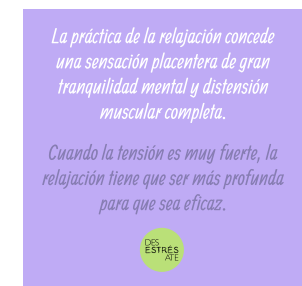 La práctica de la relajación concede
una sensación placentera de gran
tranquilidad mental y distensión
muscular completa.
Cuando la tensión es muy fuerte, la
relajación tiene que ser más profunda
para que sea eficaz.
DES
ESTRÉS
ATE